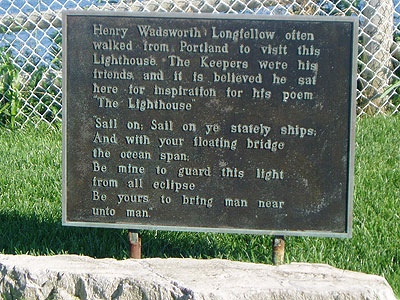 Henry Wadsworth Longfellow often
walked from Portland to visit this
Lighthouse. The Keepers were his
friends, and it is believed he sat
here for inspiration for his poem
"The Lighthouse"
"Sail on; Sail on ye stately ships;
And with your floating bridge
the ocean span;
Be mine to guard this light
from all eclipse
Be yours to bring man near
unto man."